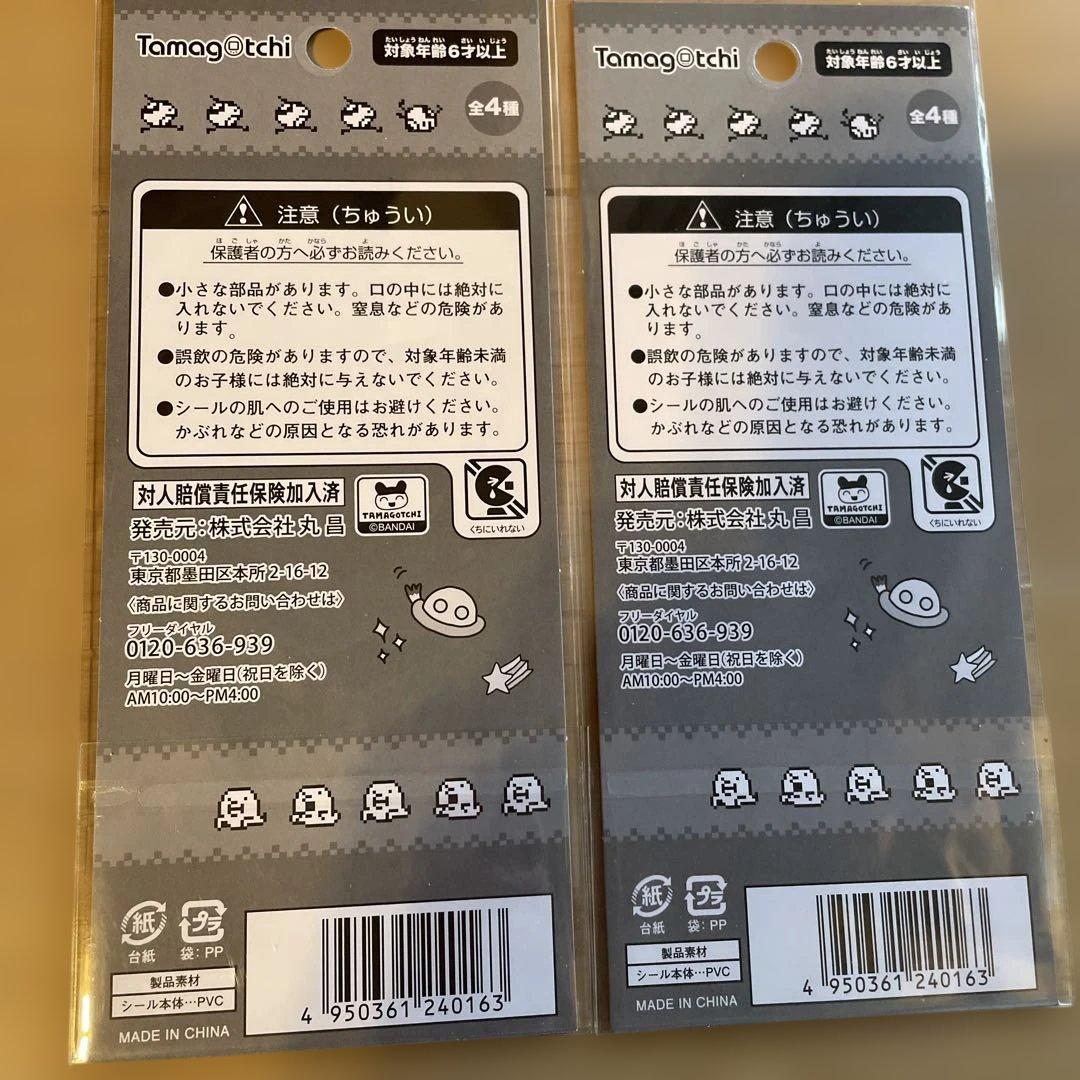 Tamagotchi
たいしょうねんれい さいいじょう
対象年齢6才以上
全4種
注意（ちゅうい）
ほごしゃ かた かなら よ
保護者の方へ必ずお読みください。
●小さな部品があります。口の中には絶対に
入れないでください。窒息などの危険があ
ります。
●誤飲の危険がありますので、対象年齢未満
のお子様には絶対に与えないでください。
●シールの肌へのご使用はお避けください。
かぶれなどの原因となる恐れがあります。
対人賠償責任保険加入済
TAMAGOTCHI
©BANDAI
くちにいれない
発売元：株式会社丸昌
〒130-0004
東京都墨田区本所2-16-12
〈商品に関するお問い合わせは〉
フリーダイヤル
0120-636-939
月曜日〜金曜日(祝日を除く)
AM10:00〜PM4:00
紙
台紙
プラ
袋：PP
製品素材
シール本体…PVC
MADE IN CHINA
4 950361 240163
Tamagotchi
たいしょうねんれい さいいじょう
対象年齢6才以上
全4種
注意（ちゅうい）
ほごしゃ かた かなら よ
保護者の方へ必ずお読みください。
●小さな部品があります。口の中には絶対に
入れないでください。窒息などの危険があ
ります。
●誤飲の危険がありますので、対象年齢未満
のお子様には絶対に与えないでください。
●シールの肌へのご使用はお避けください。
かぶれなどの原因となる恐れがあります。
対人賠償責任保険加入済
TAMAGOTCHI
©BANDAI
くちにいれない
発売元：株式会社丸昌
〒130-0004
東京都墨田区本所2-16-12
〈商品に関するお問い合わせは〉
フリーダイヤル
0120-636-939
月曜日〜金曜日(祝日を除く)
AM10:00〜PM4:00
紙
台紙
プラ
袋：PP
製品素材
シール本体…PVC
MADE IN CHINA
4 950361 240163